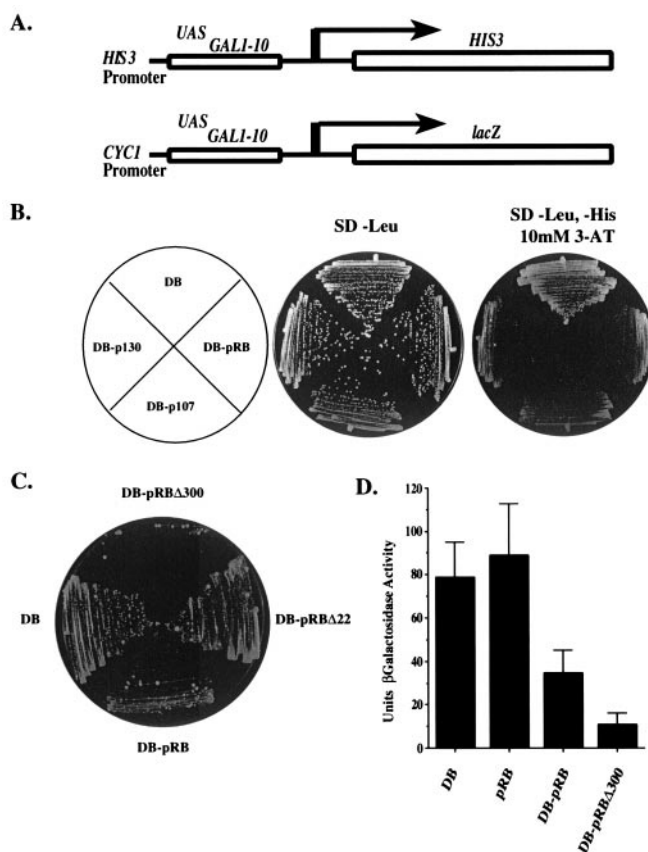 A.
UAS
GAL1-10
HIS3
HIS3
Promoter
UAS
GAL1-10
lacZ
CYC1
Promoter
B.
SD -Leu
SD -Leu, -His
10mM 3-AT
DB
DB-p130
DB-pRB
DB-p107
C.
DB-pRBΔ300
DB
DB-pRBΔ22
DB-pRB
D.
Units βGalactosidase Activity
120
100
80
60
40
20
0
DB
pRB
DB-pRB
DB-pRBΔ300